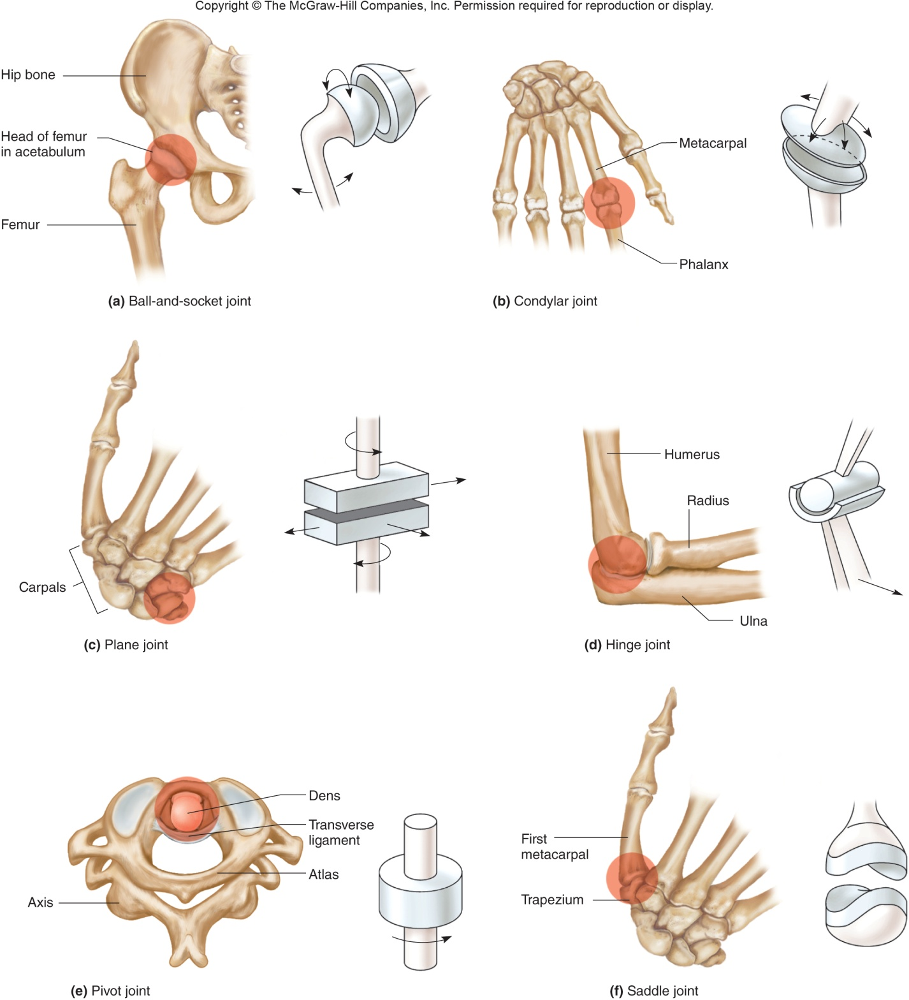 Copyright © The McGraw-Hill Companies, Inc. Permission required for reproduction or display.
Hip bone
Head of femur
in acetabulum
Femur
(a) Ball-and-socket joint
Metacarpal
Phalanx
(b) Condylar joint
Carpals
(c) Plane joint
Humerus
Radius
Ulna
(d) Hinge joint
Dens
Transverse
ligament
Atlas
Axis
(e) Pivot joint
First
metacarpal
Trapezium
(f) Saddle joint